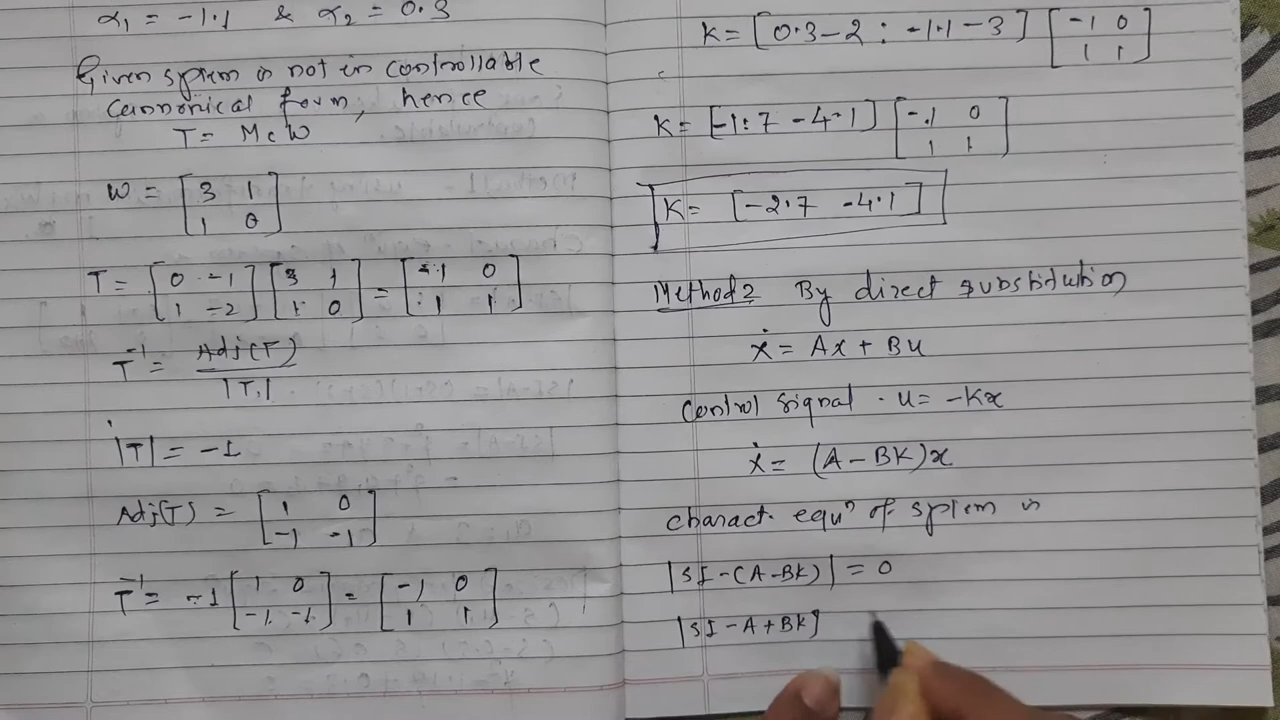 α₁ = -1.1 & α₂ = 0.3
Given system is not in controllable
cannonical form, hence
T = McW
W = [3 1
1 0]
T = [0 -1
1 -2] [3 1
1 0] = [-1 0
1 1]
T⁻¹ = Adj(T)
|T|
|T| = -1
Adj(T) = [1 0
-1 -1]
T⁻¹ = -1 [1 0
-1 -1] = [-1 0
1 1]
K = [0.3-2 : -1.1-3] [-1 0
1 1]
K = [-1.7 -4.1] [-1 0
1 1]
K = [-2.7 -4.1]
Method 2 By direct substitution
ẋ = Ax + Bu
Control signal . u = -Kx
ẋ = (A-BK)x
charact. equⁿ of system is
|SI-(A-BK)| = 0
|SI-A+BK|